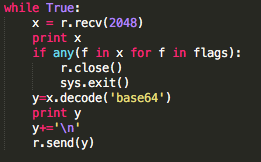 while True:
    x = r.recv(2048)
    print x
    if any(f in x for f in flags):
        r.close()
        sys.exit()
    y=x.decode('base64')
    print y
    y+='\n'
    r.send(y)